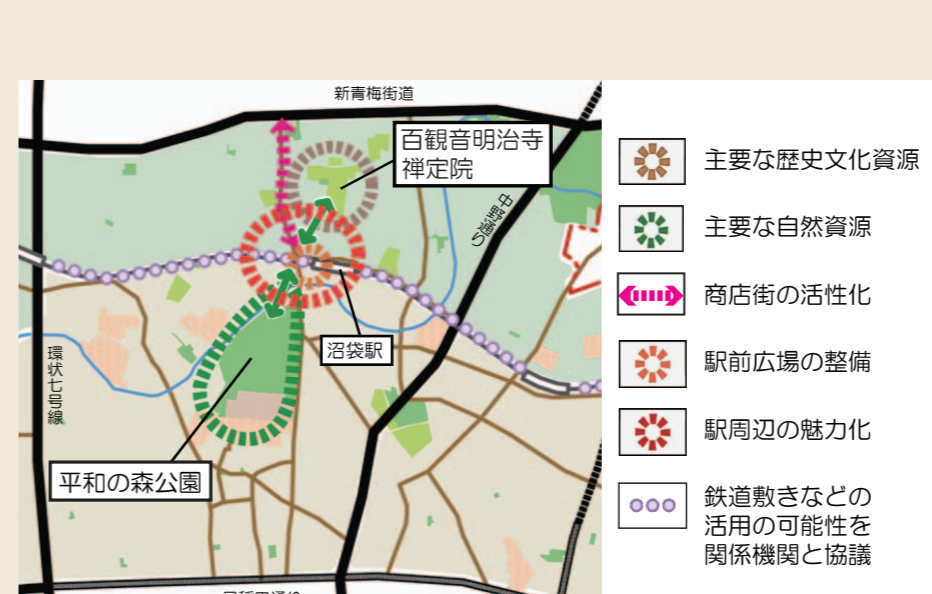 新青梅街道
百観音明治寺
禅定院
中野通り
沼袋駅
環状七号線
平和の森公園
主要な歴史文化資源
主要な自然資源
商店街の活性化
駅前広場の整備
駅周辺の魅力化
鉄道敷きなどの
活用の可能性を
関係機関と協議